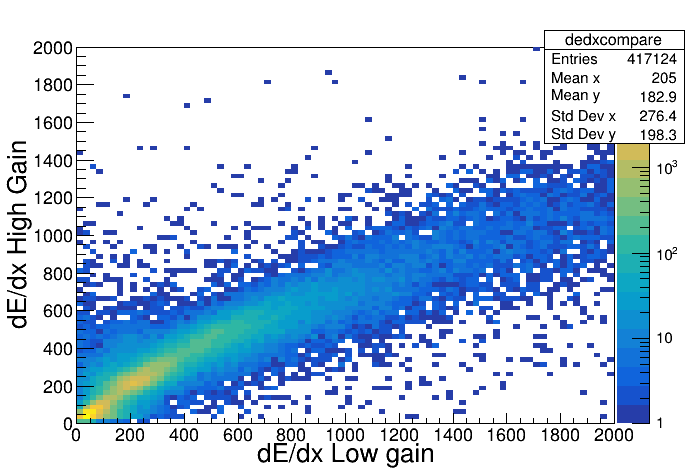 dedxcompare
Entries 417124
Mean x 205
Mean y 182.9
Std Dev x 276.4
Std Dev y 198.3
2000
1800
1600
1400
1200
1000
800
600
400
200
0
dE/dx High Gain
0 200 400 600 800 1000 1200 1400 1600 1800 2000
dE/dx Low gain
10³
10²
10
1